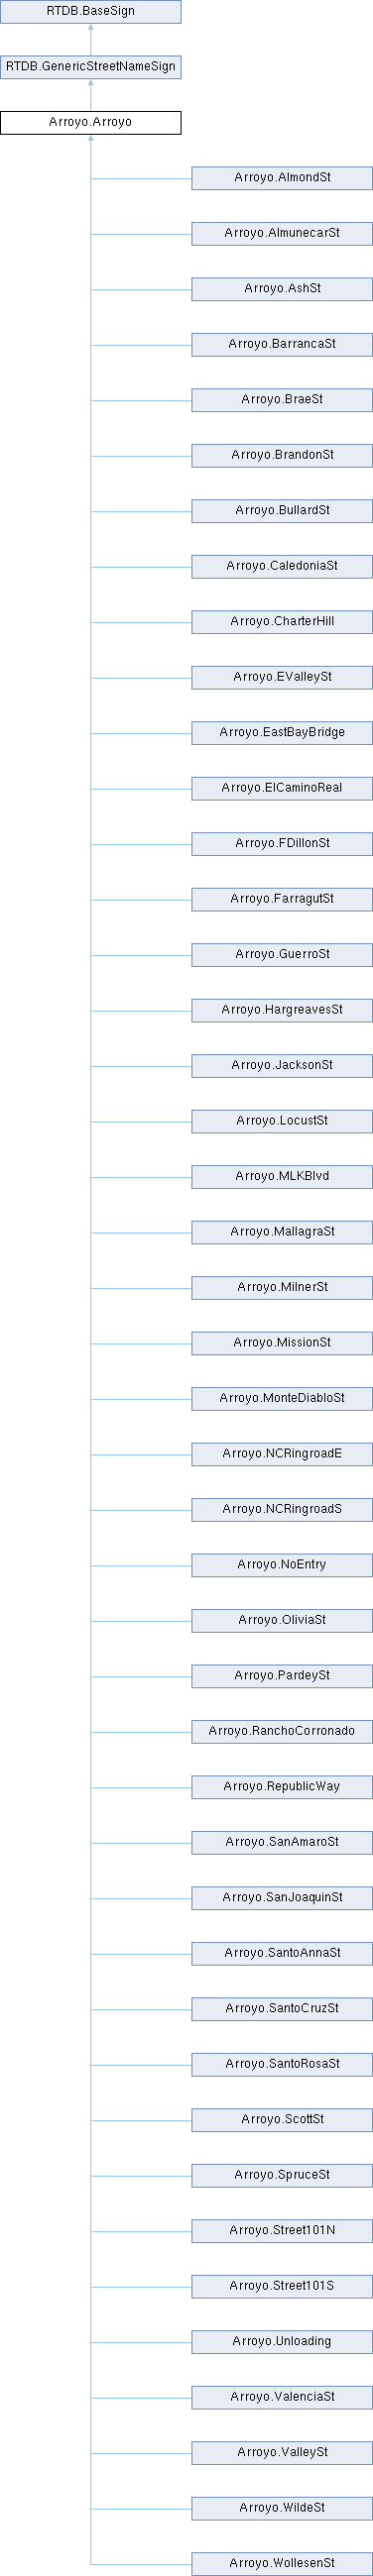 RTDB.BaseSign
RTDB.GenericStreetNameSign
Arroyo.Arroyo
Arroyo.AlmondSt
Arroyo.AlmunecarSt
Arroyo.AshSt
Arroyo.BarrancaSt
Arroyo.BraeSt
Arroyo.BrandonSt
Arroyo.BullardSt
Arroyo.CaledoniaSt
Arroyo.CharterHill
Arroyo.EValleySt
Arroyo.EastBayBridge
Arroyo.ElCaminoReal
Arroyo.FDillonSt
Arroyo.FarragutSt
Arroyo.GuerroSt
Arroyo.HargreavesSt
Arroyo.JacksonSt
Arroyo.LocustSt
Arroyo.MLKBlvd
Arroyo.MallagraSt
Arroyo.MilnerSt
Arroyo.MissionSt
Arroyo.MonteDiabloSt
Arroyo.NCRingroadE
Arroyo.NCRingroadS
Arroyo.NoEntry
Arroyo.OliviaSt
Arroyo.PardeySt
Arroyo.RanchoCorronado
Arroyo.RepublicWay
Arroyo.SanAmaroSt
Arroyo.SanJoaquinSt
Arroyo.SantoAnnaSt
Arroyo.SantoCruzSt
Arroyo.SantoRosaSt
Arroyo.ScottSt
Arroyo.SpruceSt
Arroyo.Street101N
Arroyo.Street101S
Arroyo.Unloading
Arroyo.ValenciaSt
Arroyo.ValleySt
Arroyo.WildeSt
Arroyo.WollesenSt